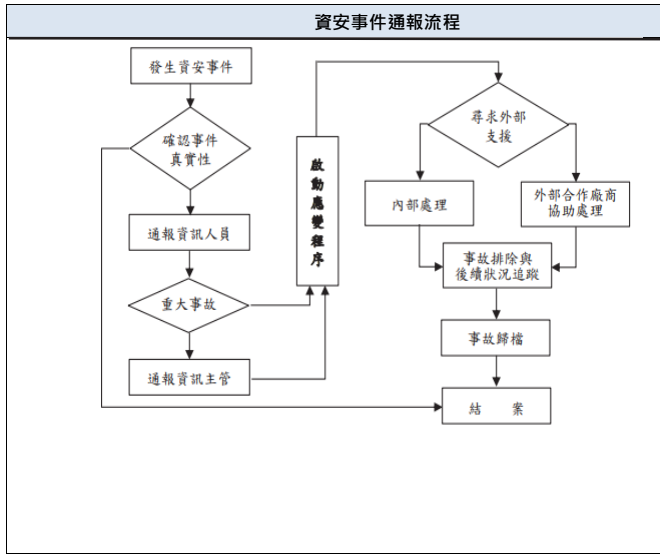 資安事件通報流程
發生資安事件
確認事件
真實性
通報資訊人員
重大事故
通報資訊主管
啟
動
應
變
程
序
尋求外部
支援
內部處理
外部合作廠商
協助處理
事故排除與
後續狀況追蹤
事故歸檔
結 案